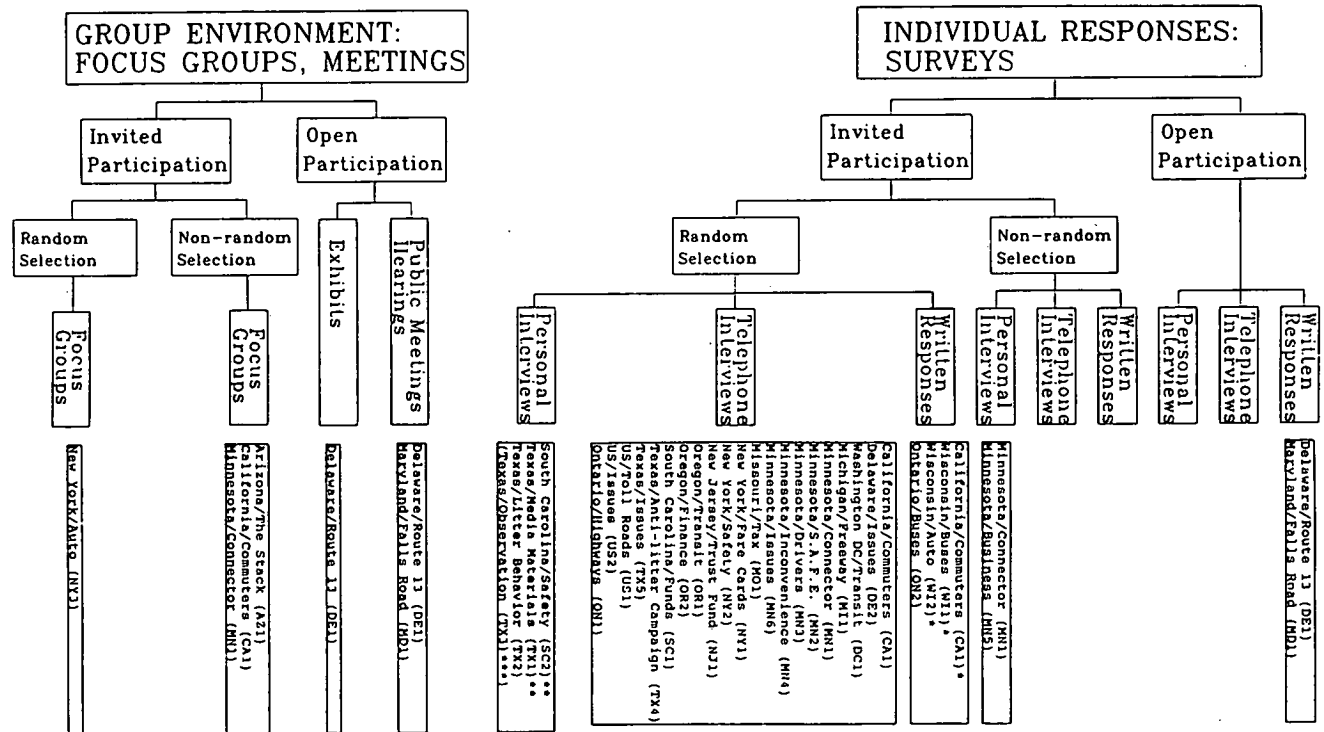 GROUP ENVIRONMENT:
FOCUS GROUPS, MEETINGS
Invited
Participation
Open
Participation
Random
Selection
Non-random
Selection
Exhibits
Public Meetings
Hearings
Focus
Groups
Focus
Groups
New York/Auto (NY3)
Arizona/The Stack (AZ1)
California/Commuters (CA1)
Minnesota/Connector (MN1)
Delaware/Route 13 (DE1)
Delaware/Route 13 (DE1)
Maryland/Falls Road (MD1)
INDIVIDUAL RESPONSES:
SURVEYS
Invited
Participation
Open
Participation
Random
Selection
Non-random
Selection
Personal
Interviews
Telephone
Interviews
Written
Responses
Personal
Interviews
Telephone
Interviews
Written
Responses
Personal
Interviews
Telephone
Interviews
Written
Responses
South Carolina/Safety (SC2)**
Texas/Media Materials (TX1)**
Texas/Litter Behavior (TX2)
(Texas/Observation (TX3)***)
California/Commuters (CA1)
Delaware/Issues (DE2)
Washington DC/Transit (DC1)
Michigan/Freeway (MI1)
Minnesota/Connector (MN1)
Minnesota/S.A.F.E. (MN2)
Minnesota/Drivers (MN3)
Minnesota/Inconvenience (MN4)
Minnesota/Issues (MN6)
Missouri/Tax (MO1)
New York/Fare Cards (NY1)
New York/Safety (NY2)
New Jersey/Trust Fund (NJ1)
Oregon/Transit (OR1)
Oregon/Finance (OR2)
South Carolina/Funds (SC1)
Texas/Anti-litter Campaign (TX4)
Texas/Issues (TX5)
US/Toll Roads (US1)
US/Issues (US2)
Ontario/Highways (ON1)
California/Commuters (CA1)*
Wisconsin/Buses (WI1)*
Wisconsin/Auto (WI2)*
Ontario/Buses (ON2)
Minnesota/Connector (MN1)
Minnesota/Business (MN5)
Delaware/Route 13 (DE1)
Maryland/Falls Road (MD1)